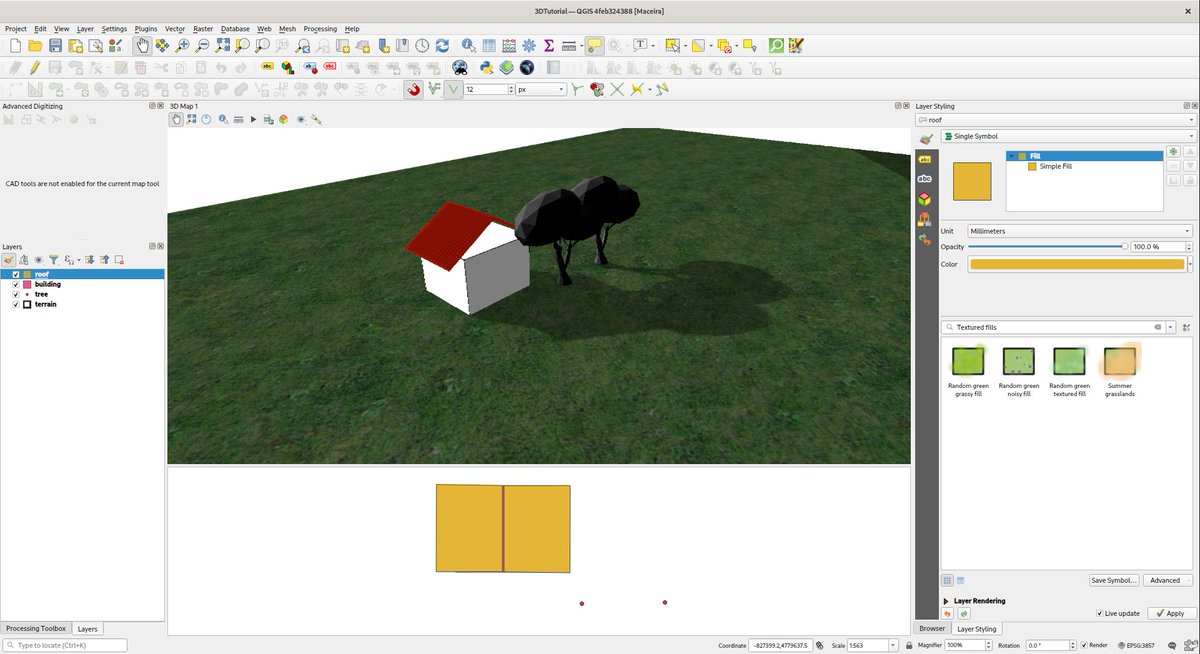 3DTutorial — QGIS 4feb324388 [Maceira]
Project Edit View Layer Settings Plugins Vector Raster Database Web Mesh Processing Help
12 px
Advanced Digitizing
3D Map 1
Layer Styling
roof
Single Symbol
Fill
Simple Fill
CAD tools are not enabled for the current map tool
Unit Millimeters
Opacity 100.0 %
Color
Layers
roof
building
tree
terrain
Textured fills
Random green grassy fill
Random green noisy fill
Random green textured fill
Summer grasslands
Save Symbol... Advanced
Layer Rendering
Live update Apply
Processing Toolbox Layers
Browser Layer Styling
Type to locate (Ctrl+K)
Coordinate -827399.2,4779637.5 Scale 1:563 Magnifier 100% Rotation 0.0 ° Render EPSG:3857